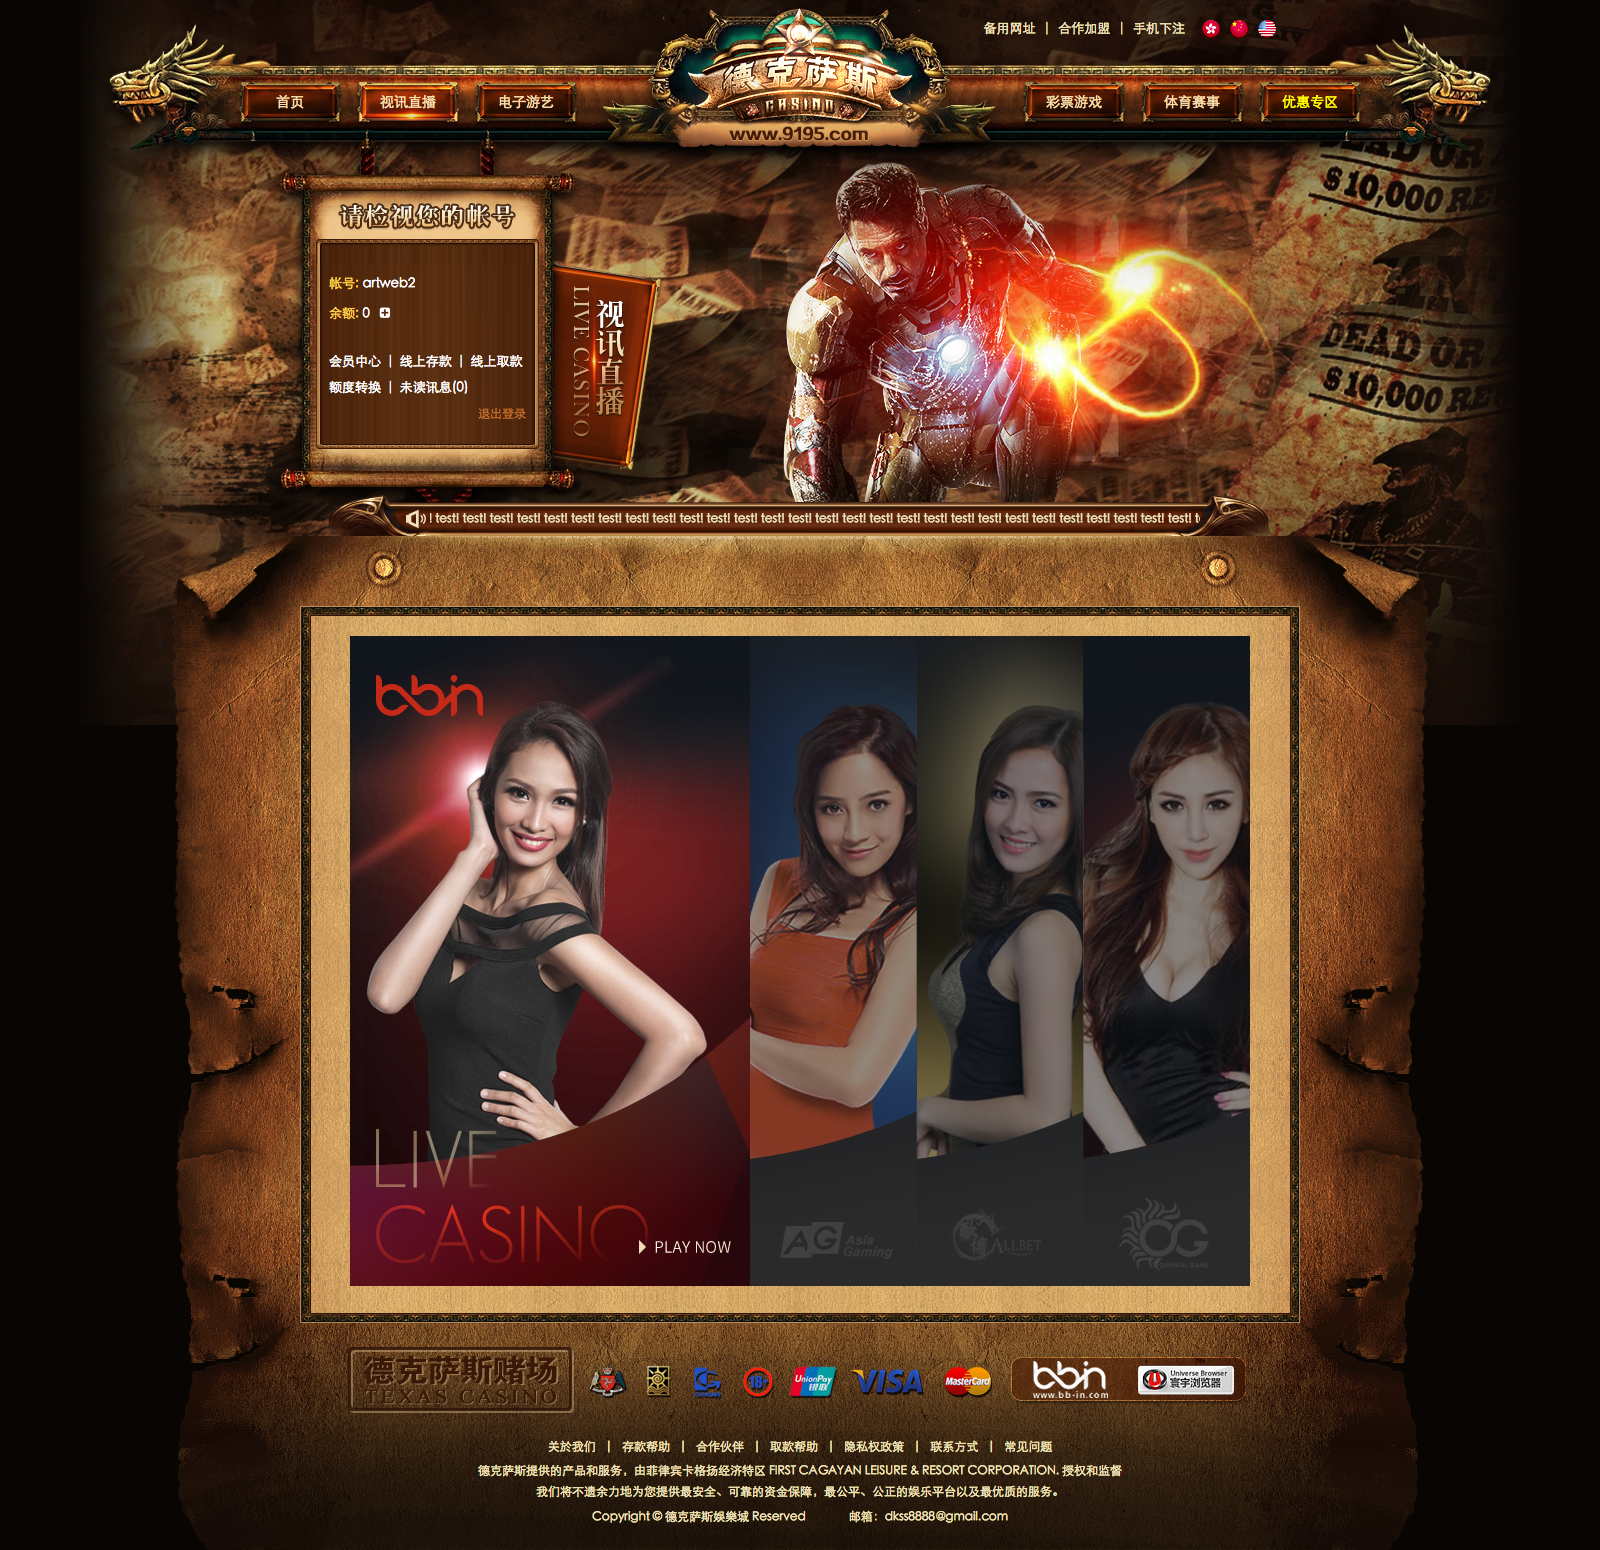 备用网址 | 合作加盟 | 手机下注
首页
视讯直播
电子游艺
德克萨斯
CASINO
www.9195.com
彩票游戏
体育赛事
优惠专区
DEAD OR
$10,000 REW
请检视您的帐号
帐号: artweb2
余额: 0
会员中心 | 线上存款 | 线上取款
额度转换 | 未读讯息(0)
退出登录
视讯直播
LIVE CASINO
DEAD OR
$10,000 REW
! test! test! test! test! test! test! test! test! test! test! test! test! test! test! test! test! test! test! test! test! test! test! test! test! test! test! test! test! t
bbin
LIVE
CASINO
PLAY NOW
AG Asia Gaming
ALLBET
OG
ORIENTAL GAME
德克萨斯赌场
TEXAS CASINO
18+
UnionPay
银联
VISA
MasterCard
bbin
www.bb-in.com
Universe Browser
寰宇浏览器
关於我们 | 存款帮助 | 合作伙伴 | 取款帮助 | 隐私权政策 | 联系方式 | 常见问题
德克萨斯提供的产品和服务，由菲律宾卡格扬经济特区 FIRST CAGAYAN LEISURE & RESORT CORPORATION. 授权和监督
我们将不遗余力地为您提供最安全、可靠的资金保障，最公平、公正的娱乐平台以及最优质的服务。
Copyright © 德克萨斯娛樂城 Reserved 邮箱：dkss8888@gmail.com